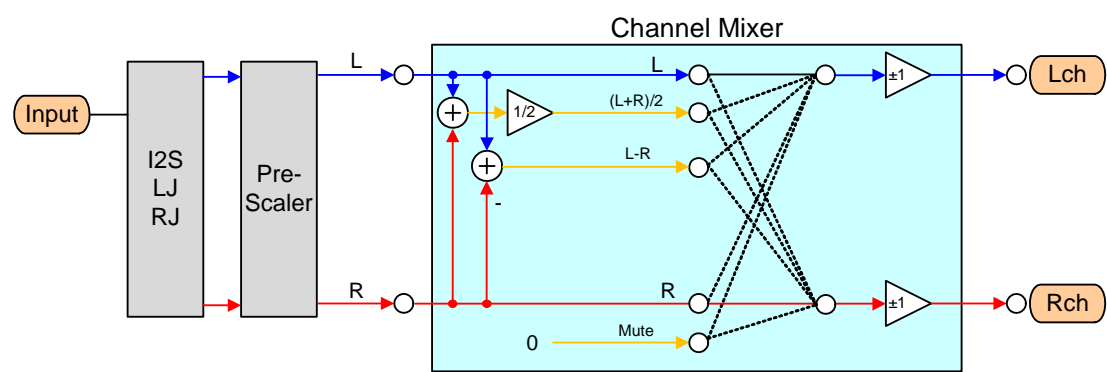 Channel Mixer
Input
I2S
LJ
RJ
Pre-
Scaler
L
R
L
(L+R)/2
1/2
+
L-R
+
-
R
0
Mute
±1
±1
Lch
Rch